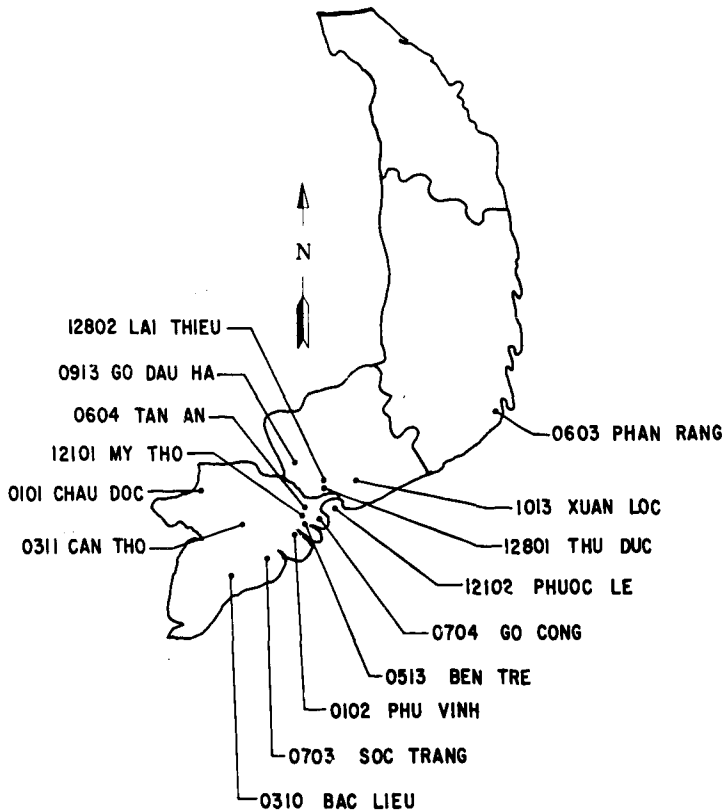 N
12802 LAI THIEU
0913 GO DAU HA
0604 TAN AN
12101 MY THO
0101 CHAU DOC
0311 CAN THO
0603 PHAN RANG
1013 XUAN LOC
12801 THU DUC
12102 PHUOC LE
0704 GO CONG
0513 BEN TRE
0102 PHU VINH
0703 SOC TRANG
0310 BAC LIEU